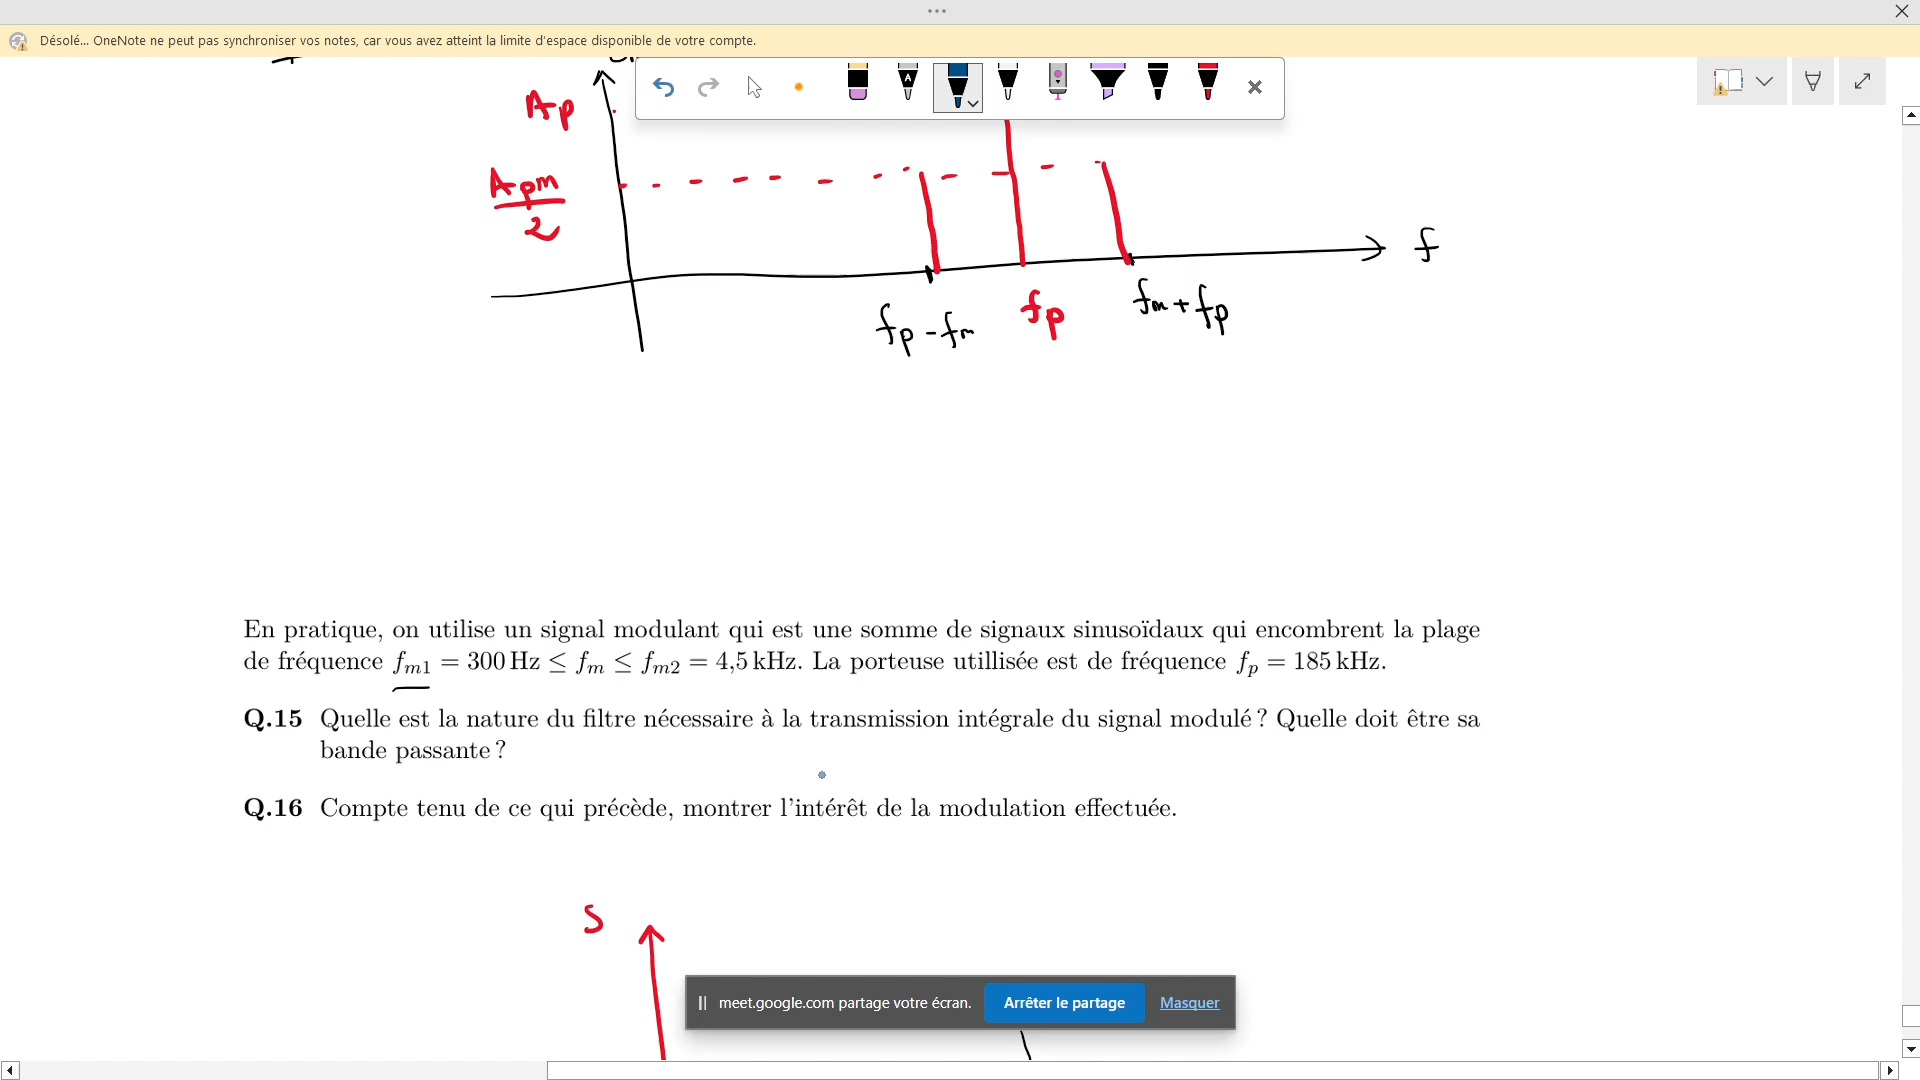 Désolé... OneNote ne peut pas synchroniser vos notes, car vous avez atteint la limite d'espace disponible de votre compte.
Ap
Apm
2
f
fp - fm
fp
fm + fp
En pratique, on utilise un signal modulant qui est une somme de signaux sinusoïdaux qui encombrent la plage
de fréquence fm1 = 300 Hz ≤ fm ≤ fm2 = 4,5 kHz. La porteuse utillisée est de fréquence fp = 185 kHz.
Q.15 Quelle est la nature du filtre nécessaire à la transmission intégrale du signal modulé ? Quelle doit être sa
bande passante ?
Q.16 Compte tenu de ce qui précède, montrer l'intérêt de la modulation effectuée.
S
meet.google.com partage votre écran.
Arrêter le partage
Masquer